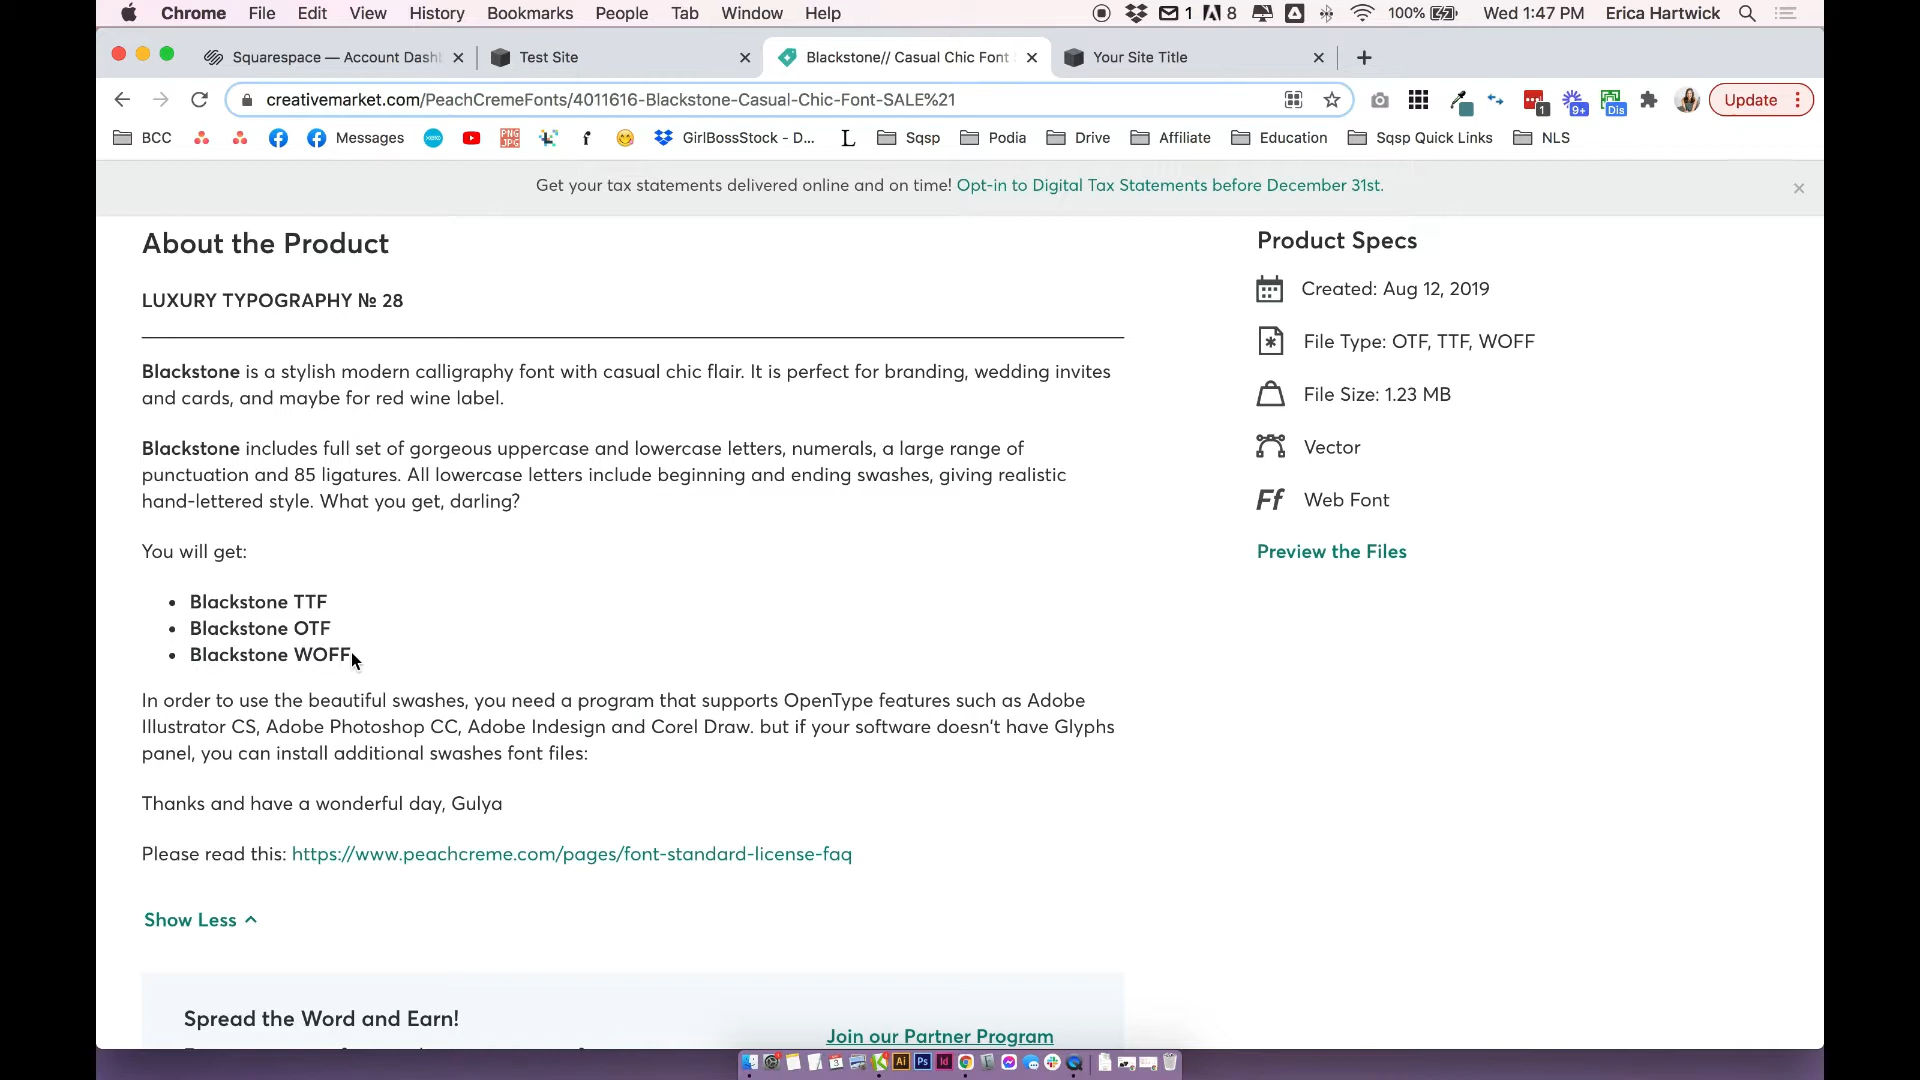 Chrome File Edit View History Bookmarks People Tab Window Help 1 8 100% Wed 1:47 PM Erica Hartwick
Squarespace — Account Dash Test Site Blackstone// Casual Chic Font Your Site Title
creativemarket.com/PeachCremeFonts/4011616-Blackstone-Casual-Chic-Font-SALE%21 1 9+ Dis Update
BCC Messages PNG JPG GirlBossStock - D... L Sqsp Podia Drive Affiliate Education Sqsp Quick Links NLS
Get your tax statements delivered online and on time! Opt-in to Digital Tax Statements before December 31st.
About the Product
LUXURY TYPOGRAPHY № 28
Blackstone is a stylish modern calligraphy font with casual chic flair. It is perfect for branding, wedding invites
and cards, and maybe for red wine label.
Blackstone includes full set of gorgeous uppercase and lowercase letters, numerals, a large range of
punctuation and 85 ligatures. All lowercase letters include beginning and ending swashes, giving realistic
hand-lettered style. What you get, darling?
You will get:
• Blackstone TTF
• Blackstone OTF
• Blackstone WOFF
In order to use the beautiful swashes, you need a program that supports OpenType features such as Adobe
Illustrator CS, Adobe Photoshop CC, Adobe Indesign and Corel Draw. but if your software doesn't have Glyphs
panel, you can install additional swashes font files:
Thanks and have a wonderful day, Gulya
Please read this: https://www.peachcreme.com/pages/font-standard-license-faq
Show Less
Product Specs
Created: Aug 12, 2019
File Type: OTF, TTF, WOFF
File Size: 1.23 MB
Vector
Ff Web Font
Preview the Files
Spread the Word and Earn!
Join our Partner Program
Ai Ps Id